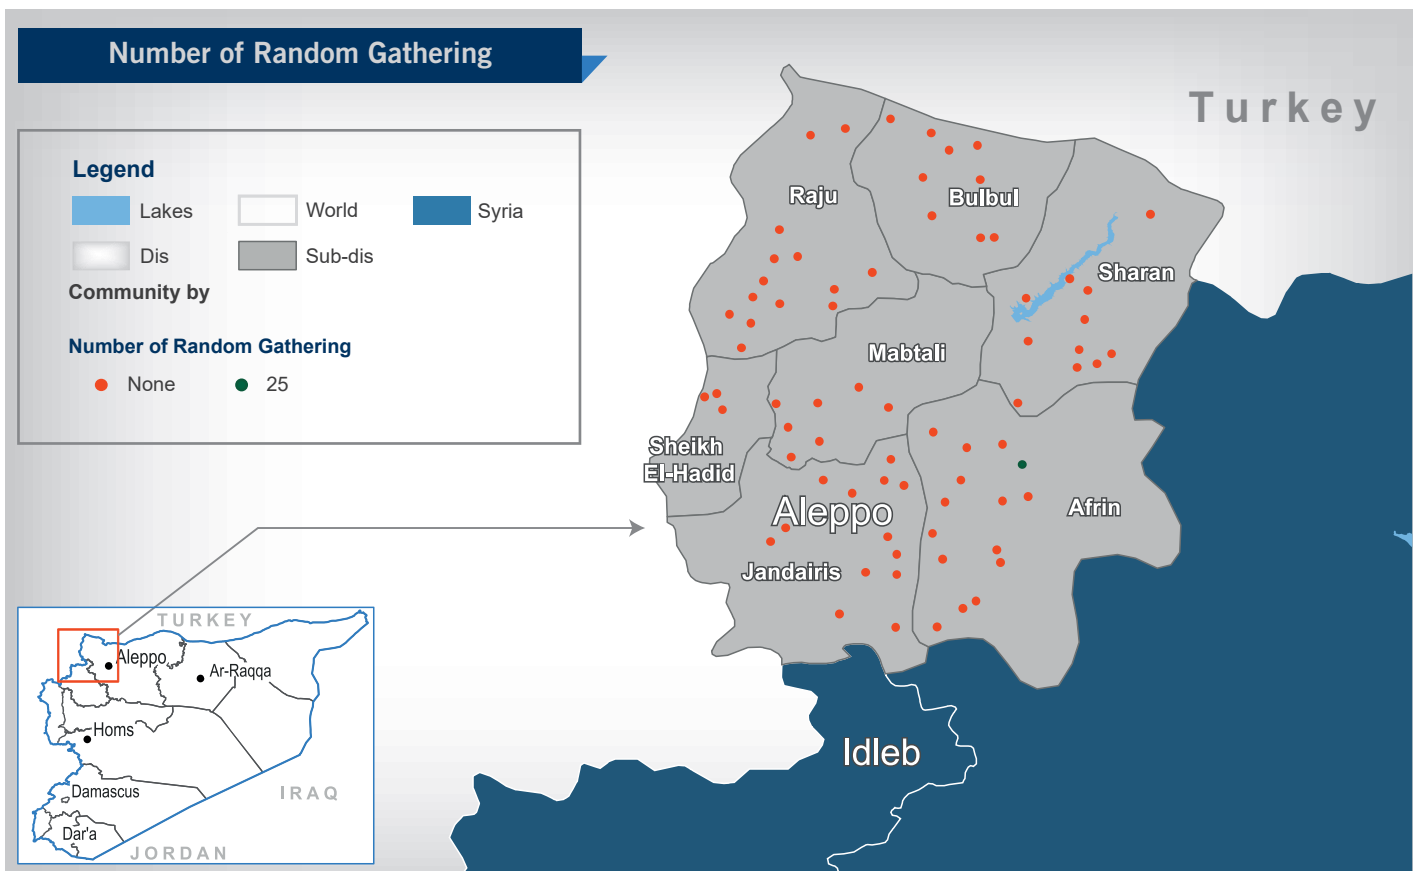 Number of Random Gathering
Turkey
Legend
Lakes
World
Syria
Dis
Sub-dis
Community by
Number of Random Gathering
None
25
Raju
Bulbul
Sharan
Mabtali
Sheikh
El-Hadid
Aleppo
Afrin
Jandairis
Idleb
TURKEY
Aleppo
Ar-Raqqa
Homs
Damascus
IRAQ
Dar'a
JORDAN